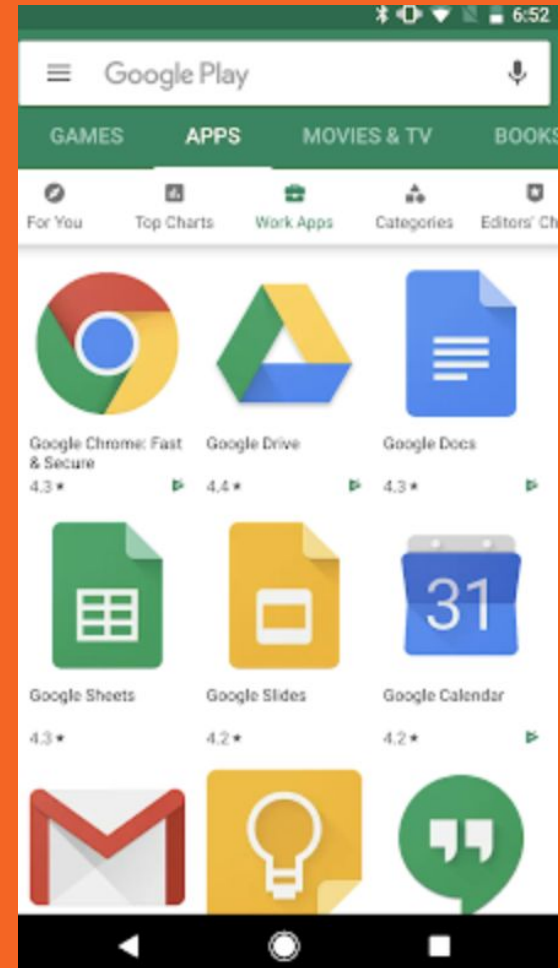 6:52
Google Play
GAMES APPS MOVIES & TV BOOKS
For You Top Charts Work Apps Categories Editors' Ch
Google Chrome: Fast
& Secure
4.3★
Google Drive
4.4★
Google Docs
4.3★
Google Sheets
4.3★
Google Slides
4.2★
31
Google Calendar
4.2★